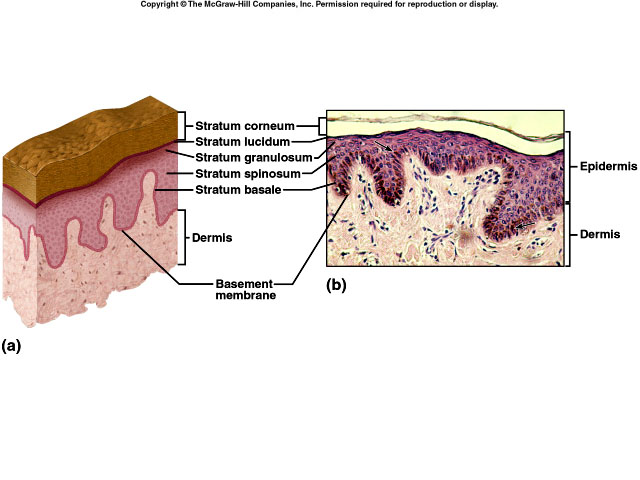 Copyright © The McGraw-Hill Companies, Inc. Permission required for reproduction or display.
Stratum corneum
Stratum lucidum
Stratum granulosum
Stratum spinosum
Stratum basale
Dermis
Basement
membrane
Epidermis
Dermis
(a)
(b)